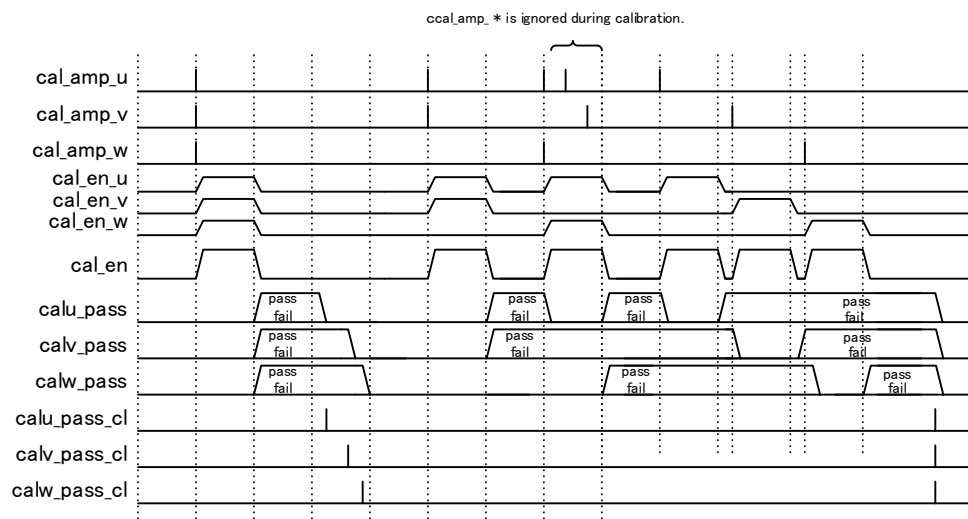 ccal_amp_ * is ignored during calibration.
cal_amp_u
cal_amp_v
cal_amp_w
cal_en_u
cal_en_v
cal_en_w
cal_en
calu_pass
pass
fail
pass
fail
pass
fail
pass
fail
calv_pass
pass
fail
pass
fail
pass
fail
calw_pass
pass
fail
pass
fail
pass
fail
calu_pass_cl
calv_pass_cl
calw_pass_cl